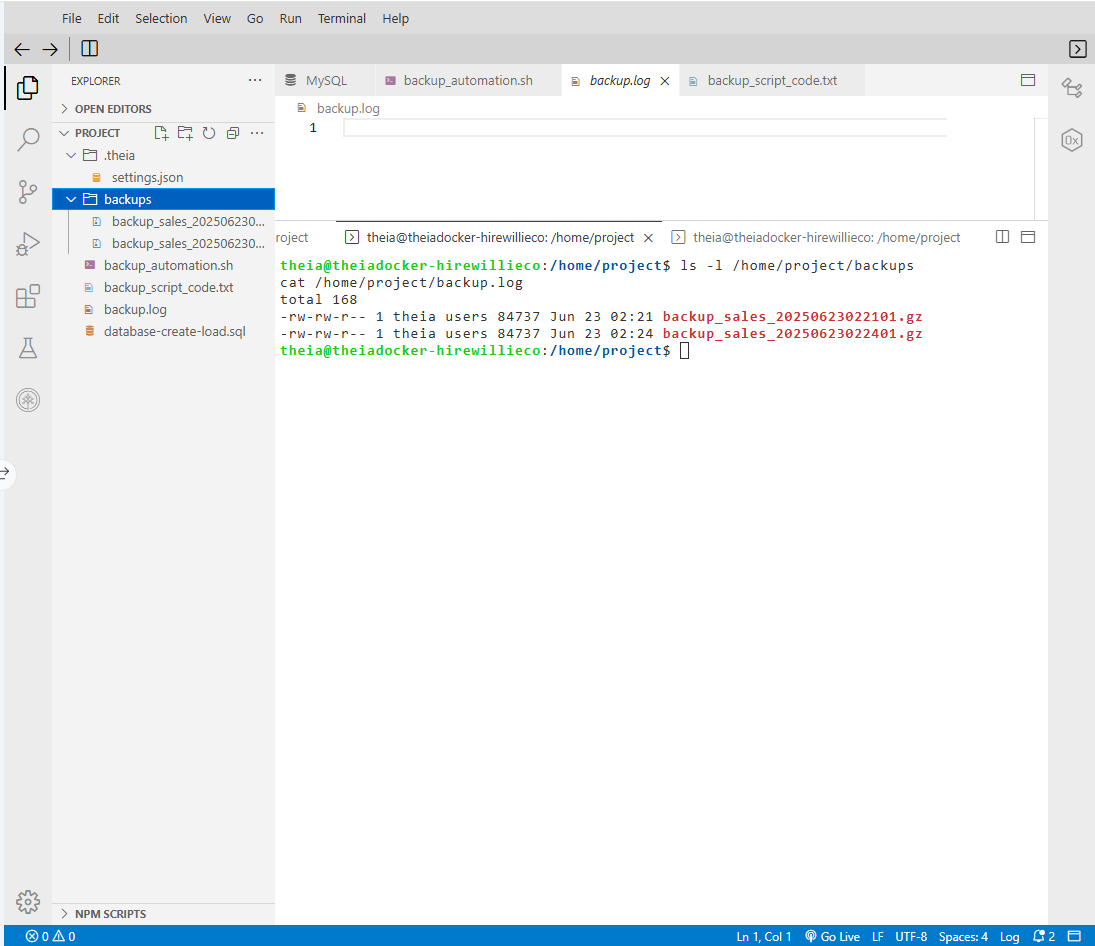 File Edit Selection View Go Run Terminal Help
EXPLORER
OPEN EDITORS
PROJECT
.theia
settings.json
backups
backup_sales_202506230...
backup_sales_202506230...
backup_automation.sh
backup_script_code.txt
backup.log
database-create-load.sql
NPM SCRIPTS
MySQL backup_automation.sh backup.log backup_script_code.txt
backup.log
1
roject theia@theiadocker-hirewillieco: /home/project theia@theiadocker-hirewillieco: /home/project
theia@theiadocker-hirewillieco:/home/project$ ls -l /home/project/backups
cat /home/project/backup.log
total 168
-rw-rw-r-- 1 theia users 84737 Jun 23 02:21 backup_sales_20250623022101.gz
-rw-rw-r-- 1 theia users 84737 Jun 23 02:24 backup_sales_20250623022401.gz
theia@theiadocker-hirewillieco:/home/project$
0x
0 0 Ln 1, Col 1 Go Live LF UTF-8 Spaces: 4 Log 2